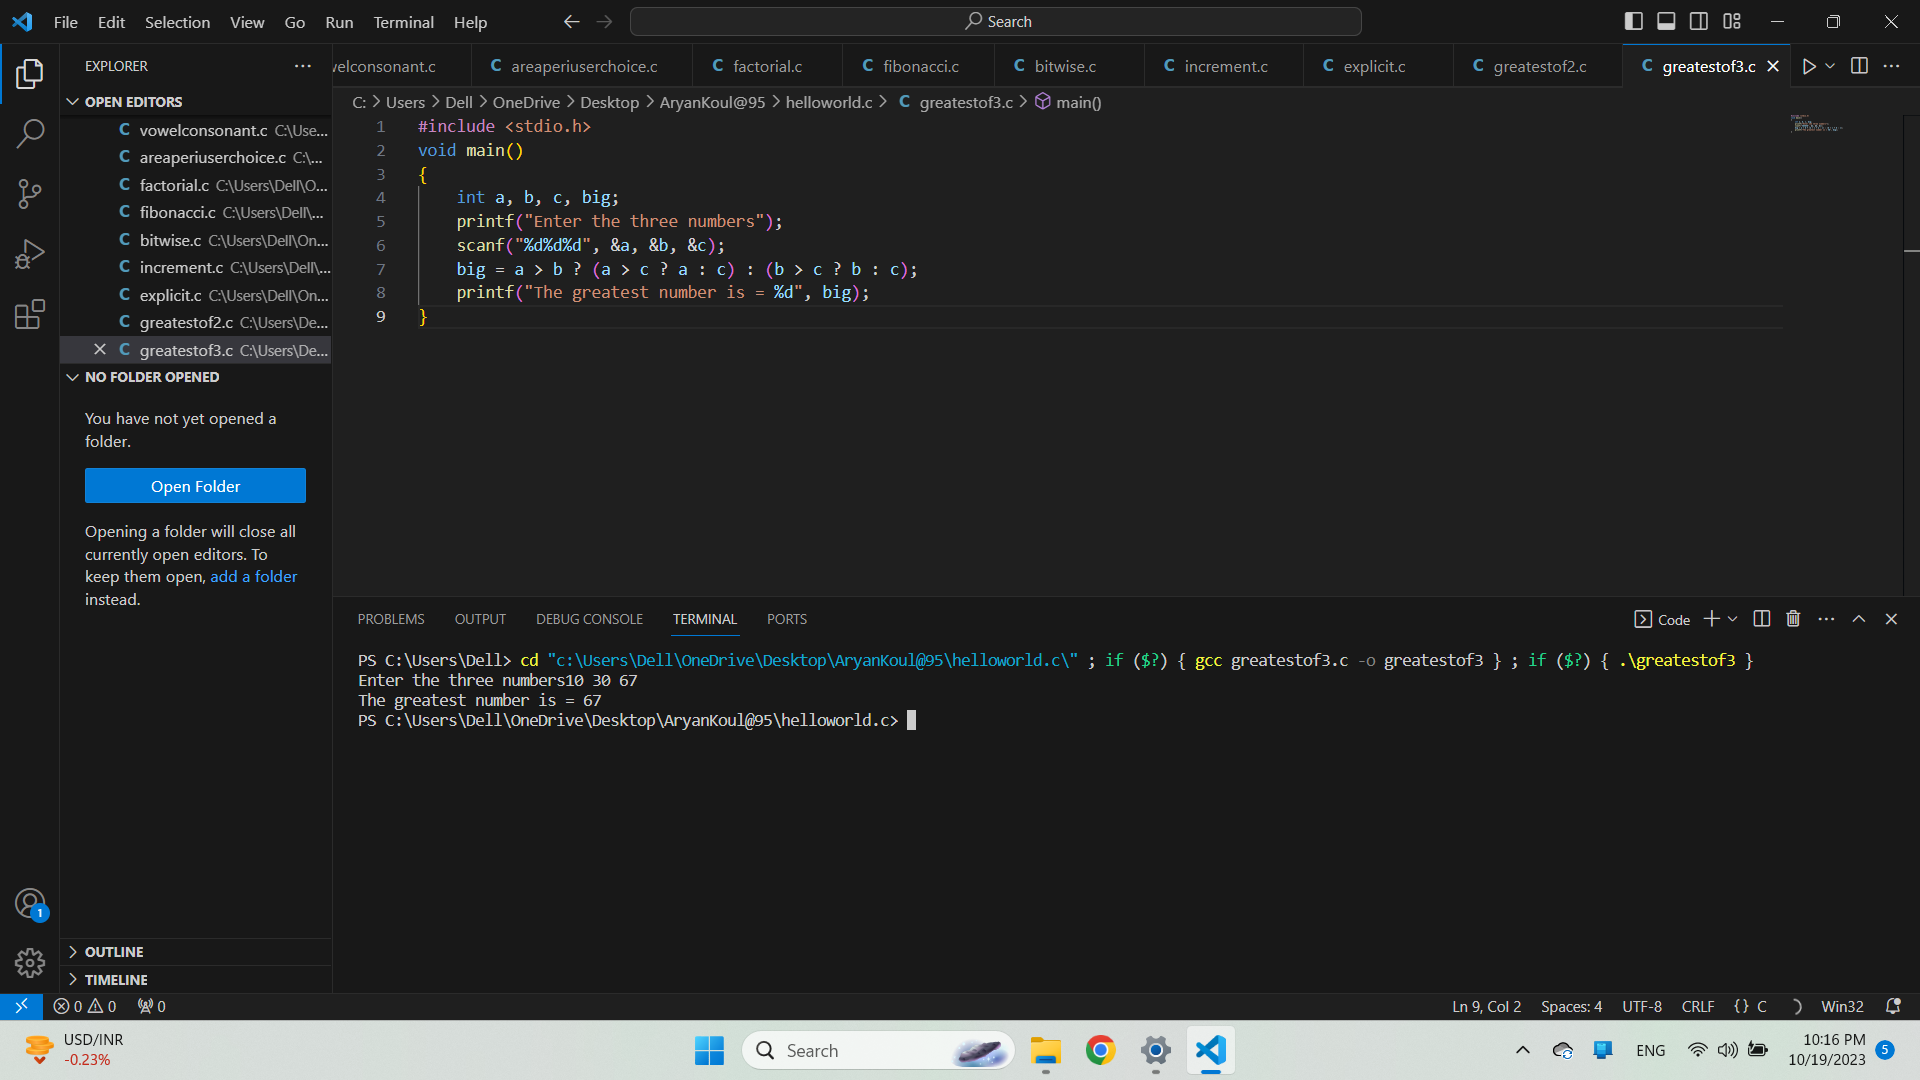 File Edit Selection View Go Run Terminal Help
Search
EXPLORER
OPEN EDITORS
vowelconsonant.c C:\Use...
areaperiuserchoice.c C:\...
factorial.c C:\Users\Dell\O...
fibonacci.c C:\Users\Dell\...
bitwise.c C:\Users\Dell\On...
increment.c C:\Users\Dell\...
explicit.c C:\Users\Dell\On...
greatestof2.c C:\Users\De...
greatestof3.c C:\Users\De...
NO FOLDER OPENED
You have not yet opened a
folder.
Open Folder
Opening a folder will close all
currently open editors. To
keep them open, add a folder
instead.
OUTLINE
TIMELINE
1
welconsonant.c C areaperiuserchoice.c C factorial.c C fibonacci.c C bitwise.c C increment.c C explicit.c C greatestof2.c C greatestof3.c
C: > Users > Dell > OneDrive > Desktop > AryanKoul@95 > helloworld.c > C greatestof3.c > main()
1 #include <stdio.h>
2 void main()
3 {
4 int a, b, c, big;
5 printf("Enter the three numbers");
6 scanf("%d%d%d", &a, &b, &c);
7 big = a > b ? (a > c ? a : c) : (b > c ? b : c);
8 printf("The greatest number is = %d", big);
9 }
PROBLEMS OUTPUT DEBUG CONSOLE TERMINAL PORTS
Code
PS C:\Users\Dell> cd "c:\Users\Dell\OneDrive\Desktop\AryanKoul@95\helloworld.c\" ; if ($?) { gcc greatestof3.c -o greatestof3 } ; if ($?) { .\greatestof3 }
Enter the three numbers10 30 67
The greatest number is = 67
PS C:\Users\Dell\OneDrive\Desktop\AryanKoul@95\helloworld.c>
0 0 0
Ln 9, Col 2 Spaces: 4 UTF-8 CRLF {} C Win32
USD/INR
-0.23%
Search
ENG
10:16 PM
10/19/2023
5